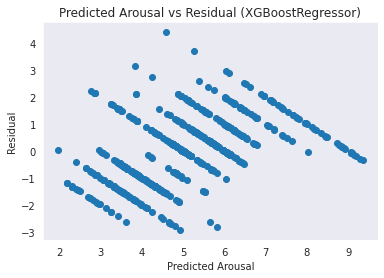 Predicted Arousal vs Residual (XGBoostRegressor)
4
3
2
1
0
−1
−2
−3
Residual
2 3 4 5 6 7 8 9
Predicted Arousal